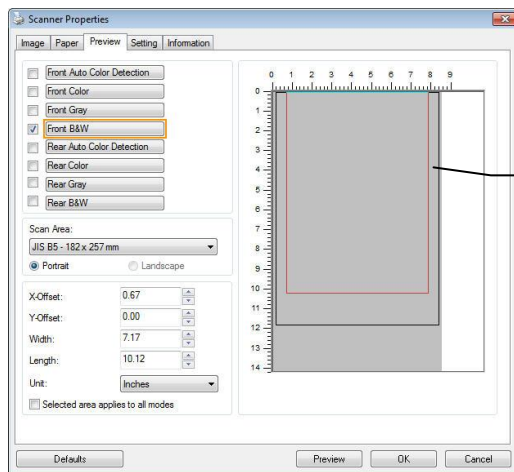 Scanner Properties
Image Paper Preview Setting Information
Front Auto Color Detection
Front Color
Front Gray
Front B&W
Rear Auto Color Detection
Rear Color
Rear Gray
Rear B&W
Scan Area:
JIS B5 - 182 x 257 mm
Portrait Landscape
X-Offset: 0.67
Y-Offset: 0.00
Width: 7.17
Length: 10.12
Unit: Inches
Selected area applies to all modes
0 1 2 3 4 5 6 7 8 9
0
1
2
3
4
5
6
7
8
9
10
11
12
13
14
Defaults Preview OK Cancel